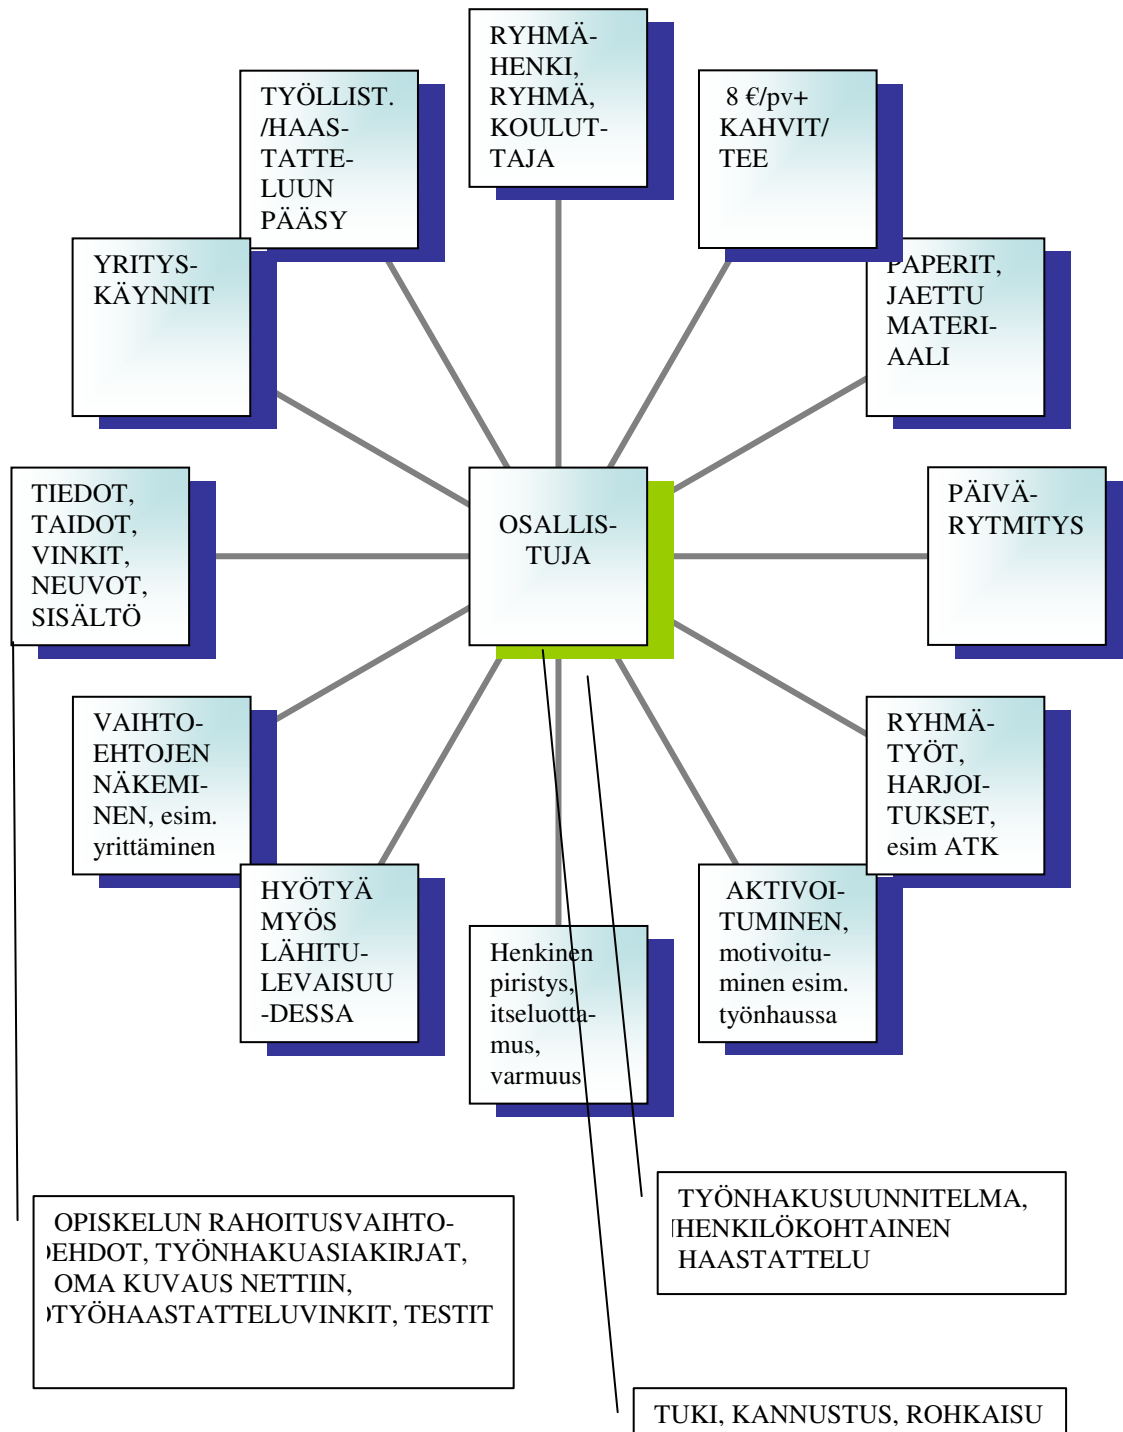 RYHMÄ-
HENKI,
RYHMÄ,
KOULUT-
TAJA
8 €/pv+
KAHVIT/
TEE
TYÖLLIST.
/HAAS-
TATTE-
LUUN
PÄÄSY
YRITYS-
KÄYNNIT
PAPERIT,
JAETTU
MATERI-
AALI
TIEDOT,
TAIDOT,
VINKIT,
NEUVOT,
SISÄLTÖ
OSALLIS-
TUJA
PÄIVÄ-
RYTMITYS
VAIHTO-
EHTOJEN
NÄKEMI-
NEN, esim.
yrittäminen
RYHMÄ-
TYÖT,
HARJOI-
TUKSET,
esim ATK
HYÖTYÄ
MYÖS
LÄHITU-
LEVAISUU
-DESSA
Henkinen
piristys,
itseluotta-
mus,
varmuus
AKTIVOI-
TUMINEN,
motivoitu-
minen esim.
työnhaussa
OPISKELUN RAHOITUSVAIHTO-
EHDOT, TYÖNHAKUASIAKIRJAT,
OMA KUVAUS NETTIIN,
TYÖHAASTATTELUVINKIT, TESTIT
TYÖNHAKUSUUNNITELMA,
HENKILÖKOHTAINEN
HAASTATTELU
TUKI, KANNUSTUS, ROHKAISU